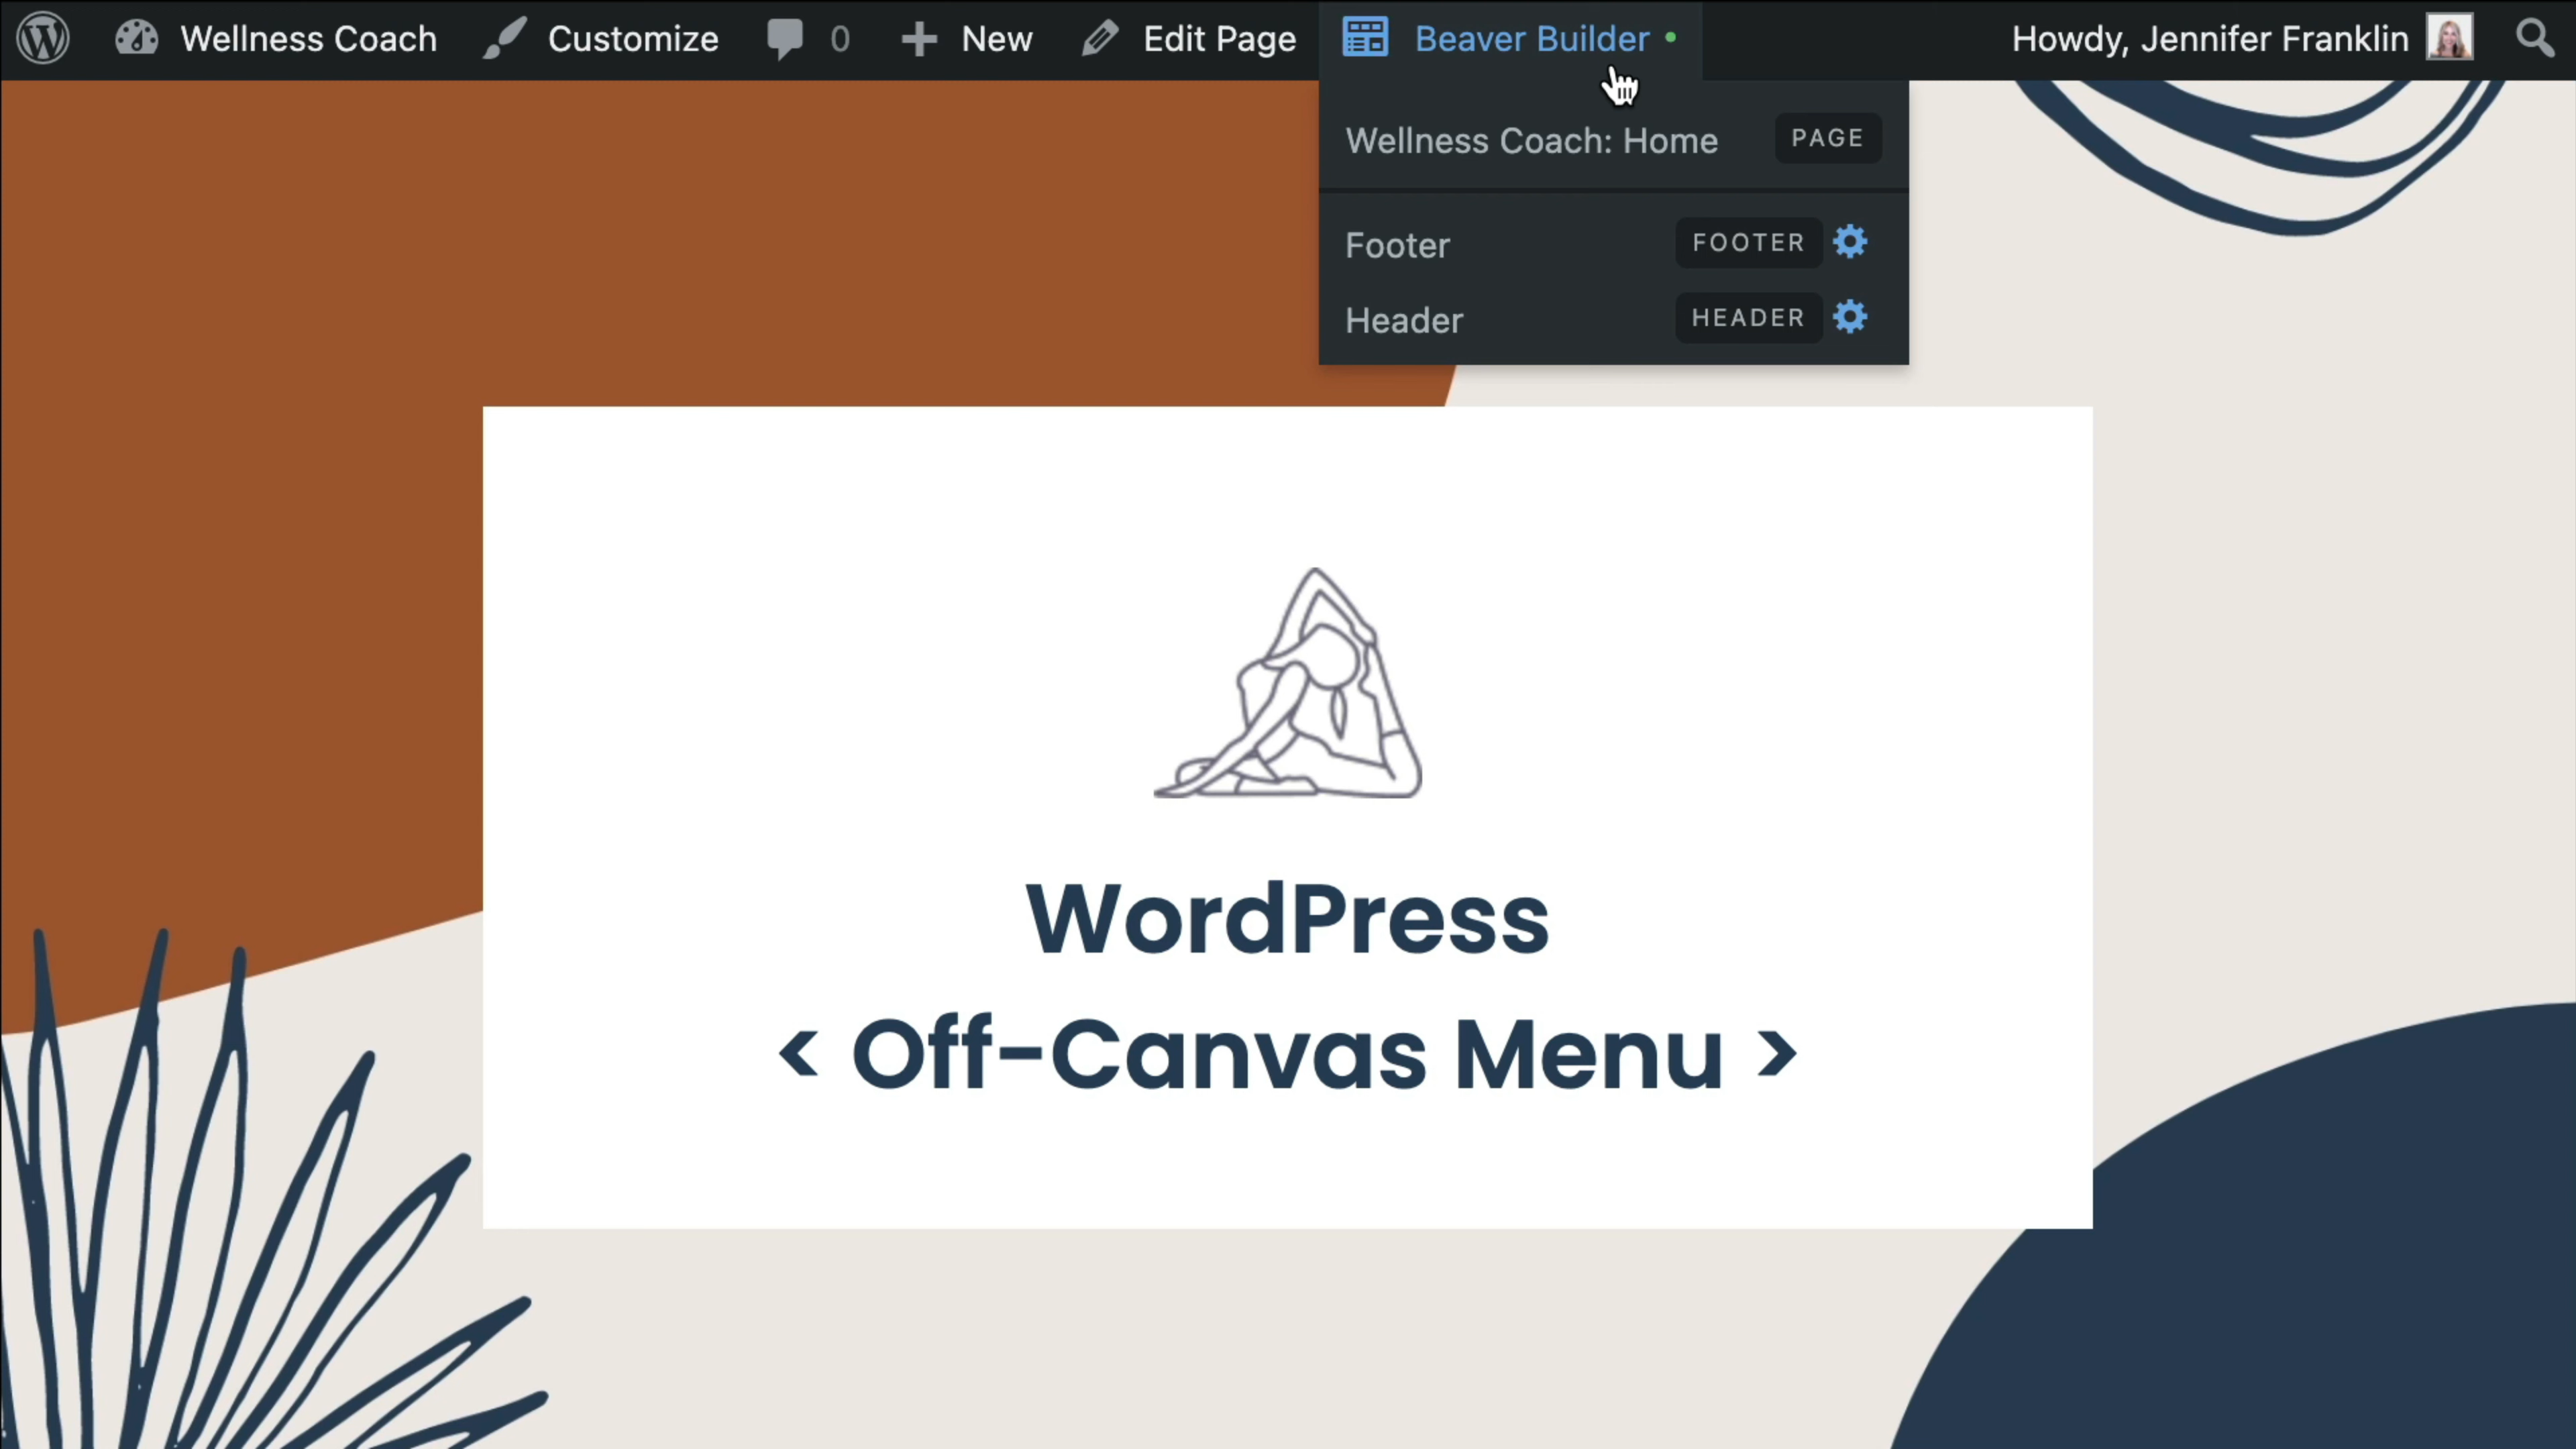 Wellness Coach Customize 0 New Edit Page Beaver Builder Howdy, Jennifer Franklin
Wellness Coach: Home PAGE
Footer FOOTER
Header HEADER
WordPress
< Off-Canvas Menu >